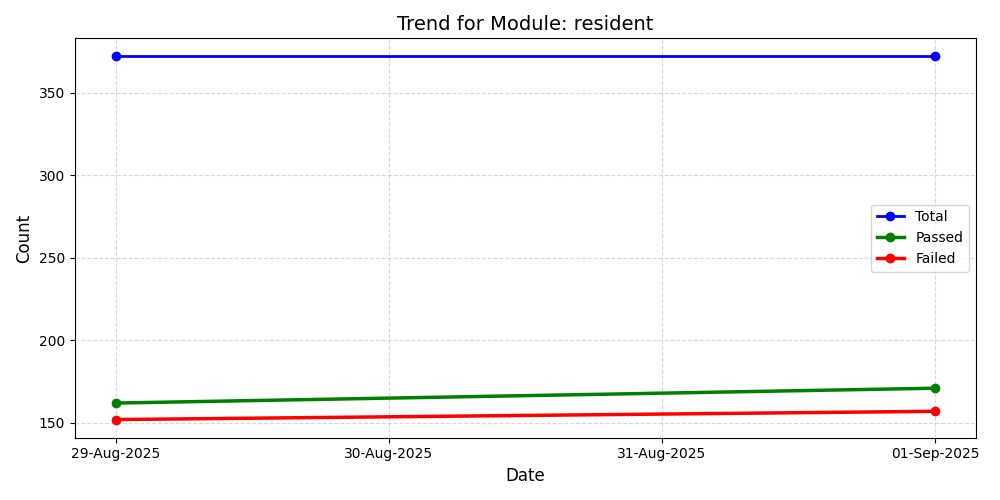 Trend for Module: resident
Count
350
300
250
200
150
Total
Passed
Failed
29-Aug-2025
30-Aug-2025
31-Aug-2025
01-Sep-2025
Date